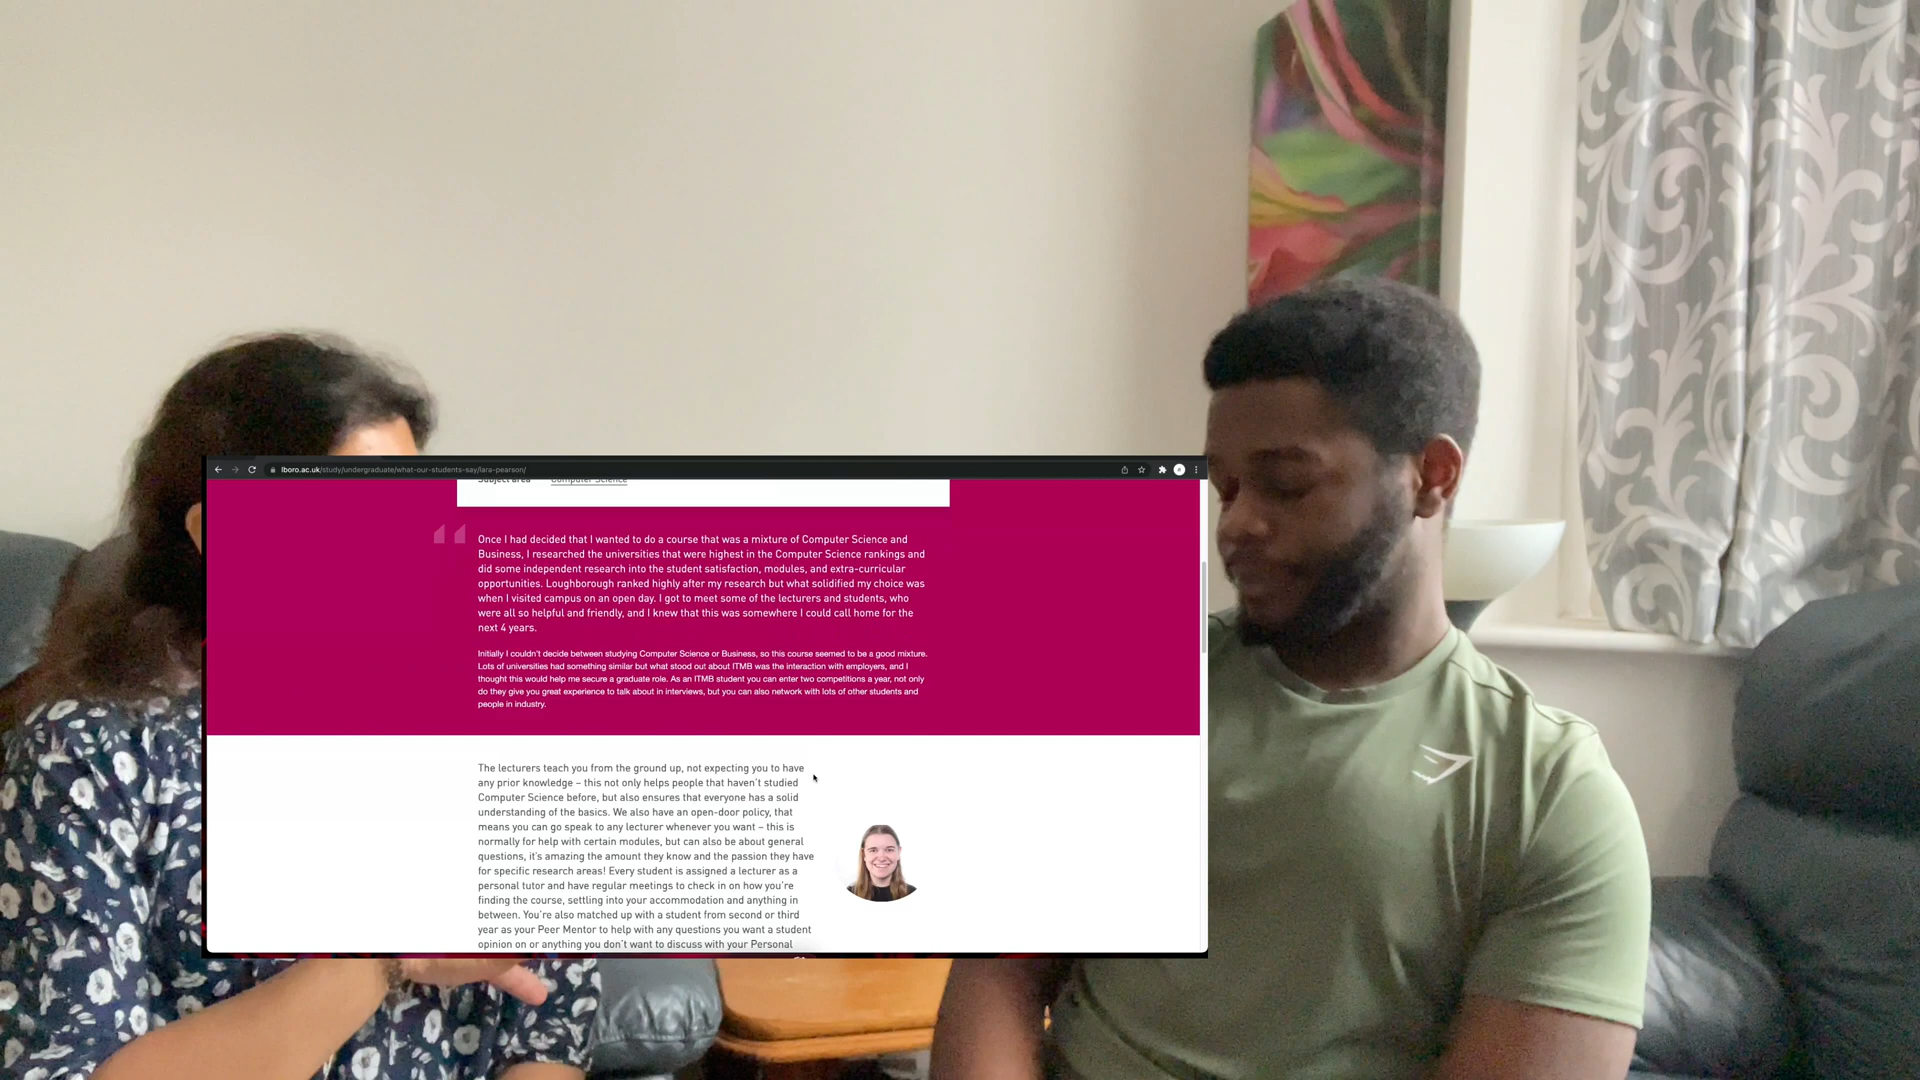 lboro.ac.uk/study/undergraduate/what-our-students-say/lara-pearson/
Subject area Computer Science
Once I had decided that I wanted to do a course that was a mixture of Computer Science and
Business, I researched the universities that were highest in the Computer Science rankings and
did some independent research into the student satisfaction, modules, and extra-curricular
opportunities. Loughborough ranked highly after my research but what solidified my choice was
when I visited campus on an open day. I got to meet some of the lecturers and students, who
were all so helpful and friendly, and I knew that this was somewhere I could call home for the
next 4 years.
Initially I couldn't decide between studying Computer Science or Business, so this course seemed to be a good mixture.
Lots of universities had something similar but what stood out about ITMB was the interaction with employers, and I
thought this would help me secure a graduate role. As an ITMB student you can enter two competitions a year, not only
do they give you great experience to talk about in interviews, but you can also network with lots of other students and
people in industry.
The lecturers teach you from the ground up, not expecting you to have
any prior knowledge – this not only helps people that haven't studied
Computer Science before, but also ensures that everyone has a solid
understanding of the basics. We also have an open-door policy, that
means you can go speak to any lecturer whenever you want – this is
normally for help with certain modules, but can also be about general
questions, it's amazing the amount they know and the passion they have
for specific research areas! Every student is assigned a lecturer as a
personal tutor and have regular meetings to check in on how you're
finding the course, settling into your accommodation and anything in
between. You're also matched up with a student from second or third
year as your Peer Mentor to help with any questions you want a student
opinion on or anything you don't want to discuss with your Personal